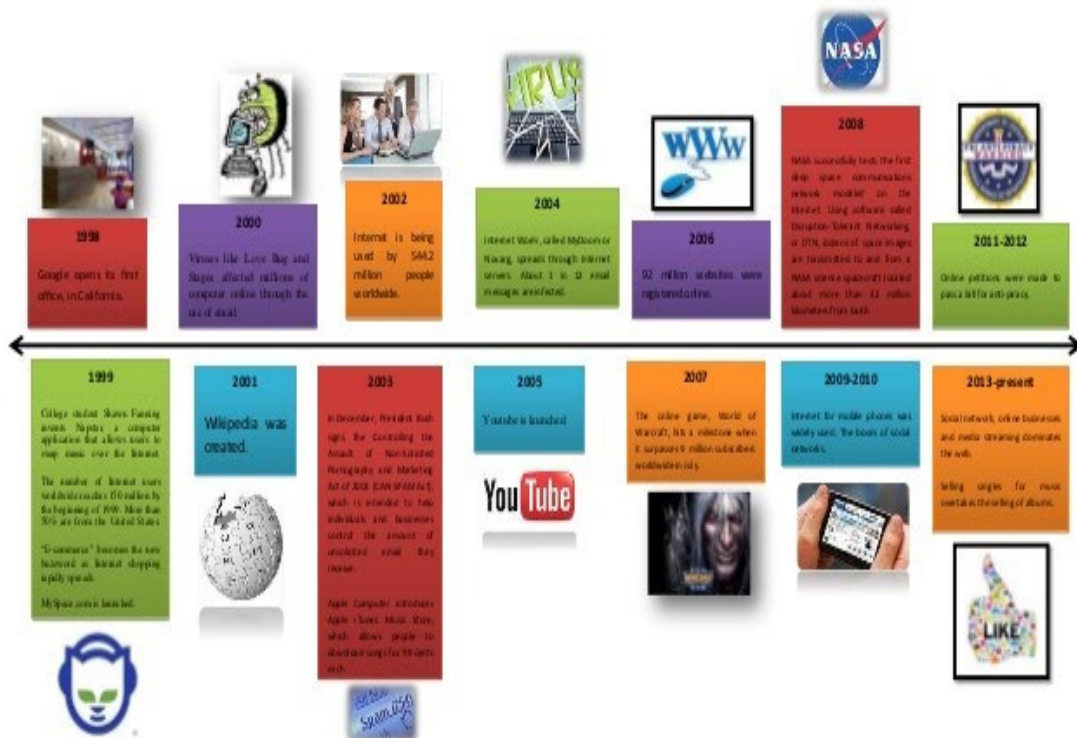 NASA
VIRUS
WWW
1998
Google opens its first
office, in California.
2000
Viruses like Love Bug and
Stages affected millions of
computer online through the
use of email.
2002
Internet is being
used by 544.2
million people
worldwide.
2004
Internet Worm, called MyDoom or
Novarg, spreads through Internet
servers. About 1 in 12 email
messages are infected.
2006
92 million websites were
registered online.
2008
NASA successfully tests the first
deep space communications
network modeled on the
Internet. Using software called
Disruption-Tolerant Networking,
or DTN, dozens of space images
are transmitted to and from a
NASA science spacecraft located
about more than 32 million
kilometers from Earth
2011-2012
Online petitions were made to
pass a bill for anti-piracy.
1999
College student Shawn Fanning
invents Napster, a computer
application that allows users to
swap music over the Internet.
The number of Internet users
worldwide reaches 150 million by
the beginning of 1999. More than
50% are from the United States.
"E-commerce" becomes the new
buzzword as Internet shopping
rapidly spreads.
MySpace.com is launched.
2001
Wikipedia was
created.
2003
In December, President Bush
signs the Controlling the
Assault of Non-Solicited
Pornography and Marketing
Act of 2003 (CAN-SPAM Act),
which is intended to help
individuals and businesses
control the amount of
unsolicited email they
receive.
Apple Computer introduces
Apple iTunes Music Store,
which allows people to
download songs for 99 cents
each.
2005
Youtube is launched
YouTube
2007
The online game, World of
Warcraft, hits a milestone when
it surpasses 9 million subscribers
worldwide in July.
2009-2010
Internet for mobile phones was
widely used. The boom of social
networks.
2013-present
Social network, online businesses
and media streaming dominates
the web.
Selling singles for music
overtakes the selling of albums.
LIKE